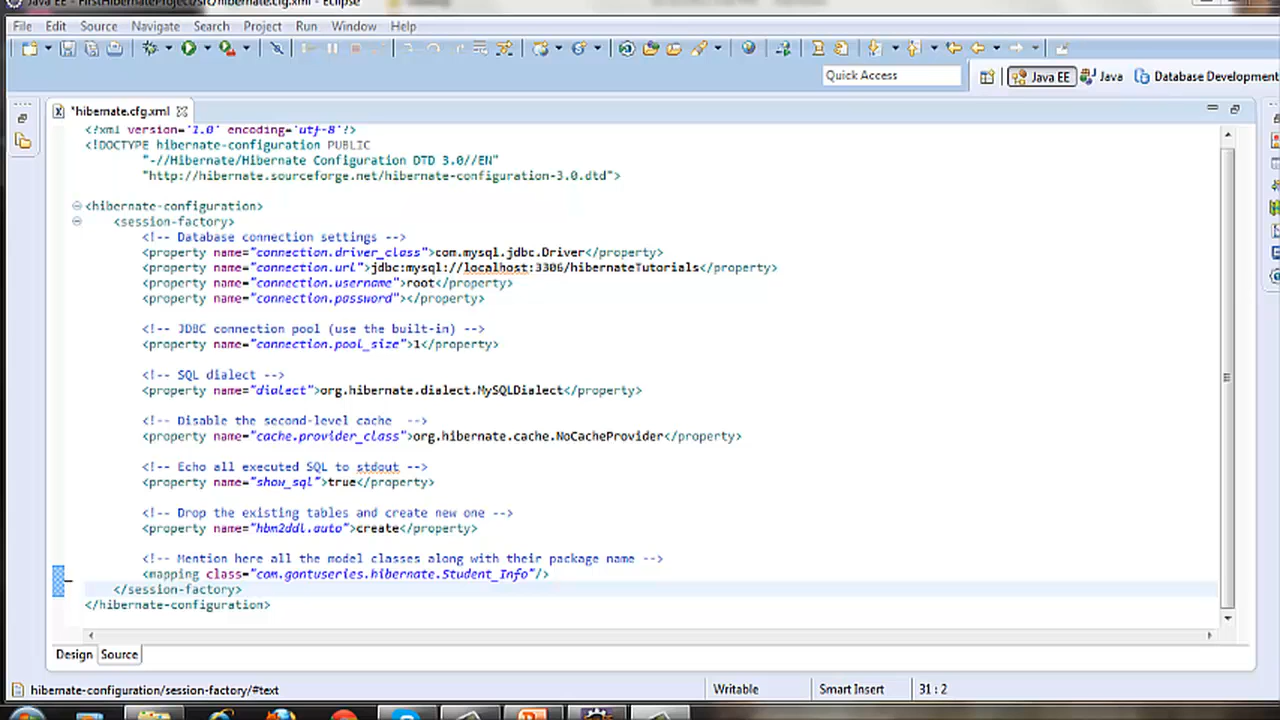 Java EE - FirstHibernateProject/src/hibernate.cfg.xml - Eclipse
File Edit Source Navigate Search Project Run Window Help
Quick Access
Java EE
Java
Database Development
*hibernate.cfg.xml
<?xml version='1.0' encoding='utf-8'?>
<!DOCTYPE hibernate-configuration PUBLIC
"-//Hibernate/Hibernate Configuration DTD 3.0//EN"
"http://hibernate.sourceforge.net/hibernate-configuration-3.0.dtd">
<hibernate-configuration>
<session-factory>
<!-- Database connection settings -->
<property name="connection.driver_class">com.mysql.jdbc.Driver</property>
<property name="connection.url">jdbc:mysql://localhost:3306/hibernateTutorials</property>
<property name="connection.username">root</property>
<property name="connection.password"></property>
<!-- JDBC connection pool (use the built-in) -->
<property name="connection.pool_size">1</property>
<!-- SQL dialect -->
<property name="dialect">org.hibernate.dialect.MySQLDialect</property>
<!-- Disable the second-level cache  -->
<property name="cache.provider_class">org.hibernate.cache.NoCacheProvider</property>
<!-- Echo all executed SQL to stdout -->
<property name="show_sql">true</property>
<!-- Drop the existing tables and create new one -->
<property name="hbm2ddl.auto">create</property>
<!-- Mention here all the model classes along with their package name -->
<mapping class="com.gontuseries.hibernate.Student_Info"/>
</session-factory>
</hibernate-configuration>
Design Source
hibernate-configuration/session-factory/#text
Writable
Smart Insert
31 : 2